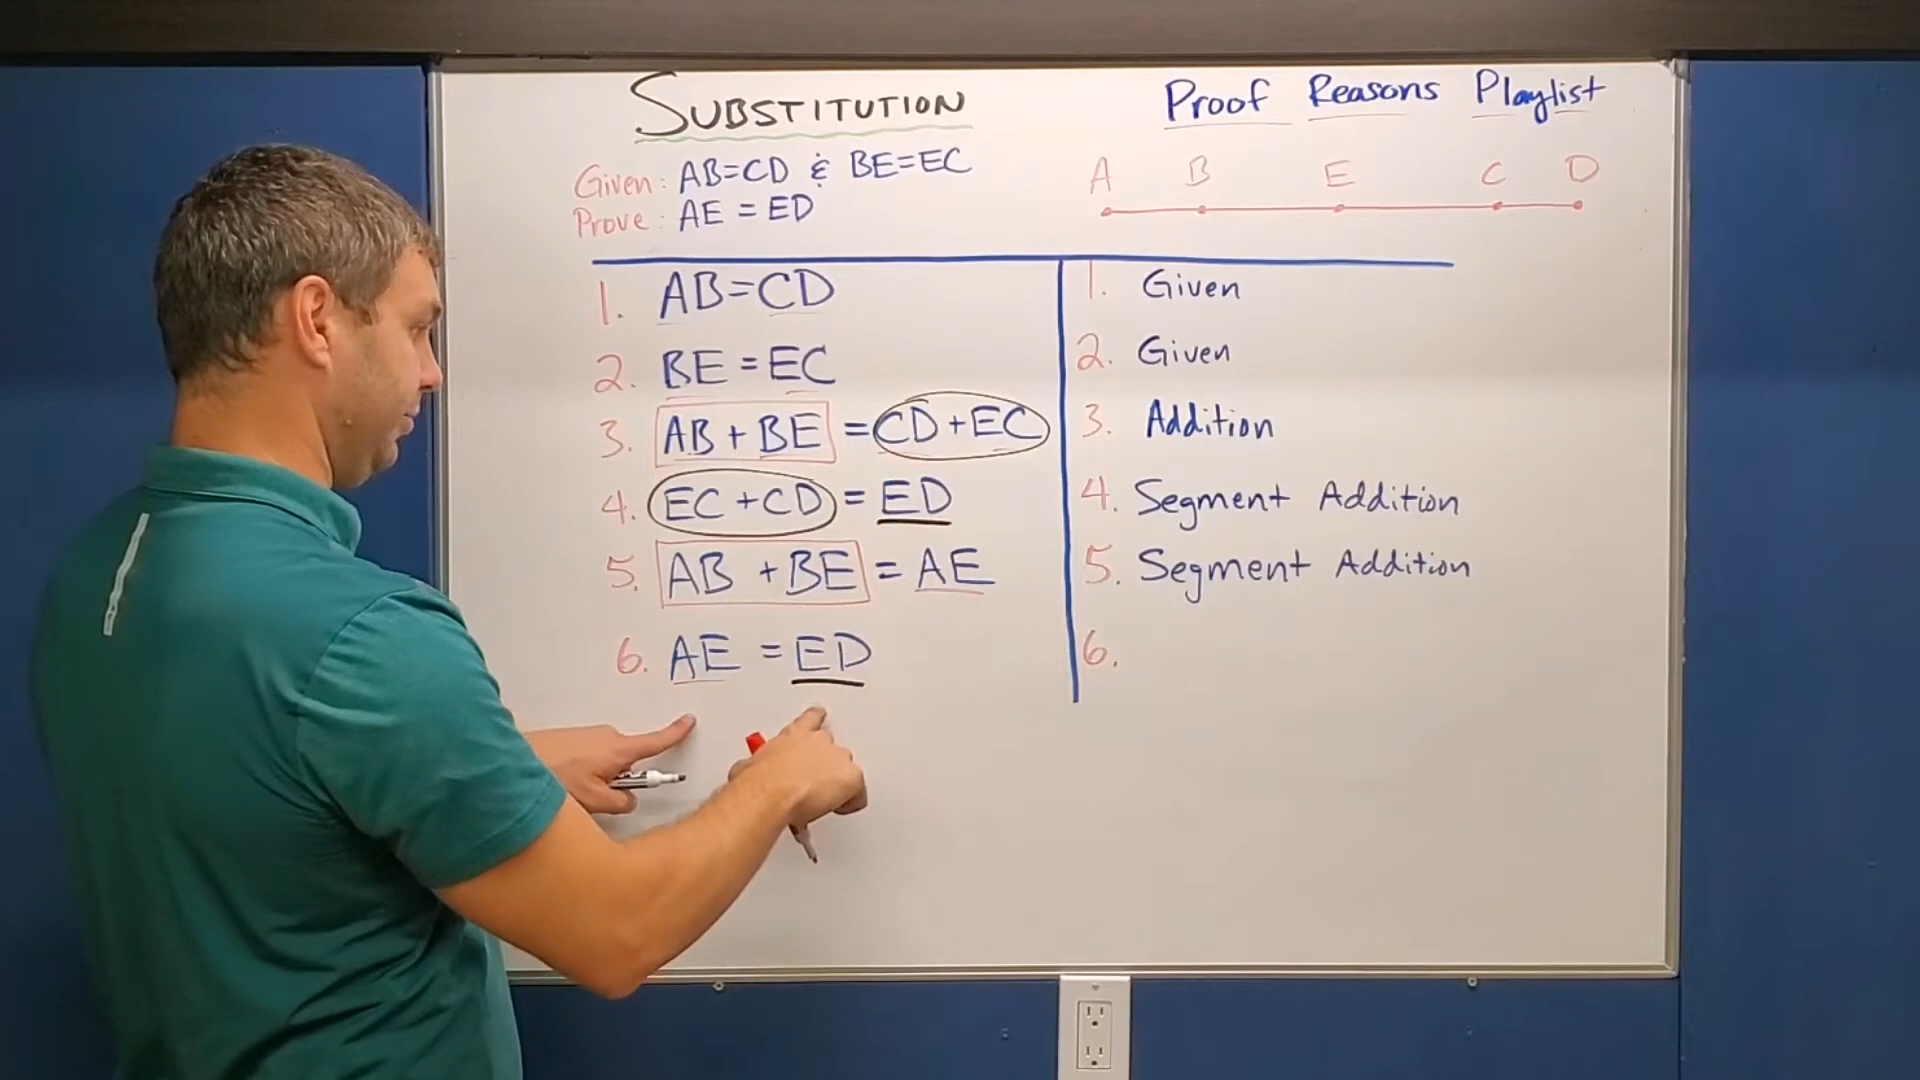 SUBSTITUTION
Proof Reasons Playlist
Given: AB=CD & BE=EC
Prove: AE = ED
A B E C D
1. AB=CD
1. Given
2. BE = EC
2. Given
3. AB + BE = CD + EC
3. Addition
4. EC + CD = ED
4. Segment Addition
5. AB + BE = AE
5. Segment Addition
6. AE = ED
6.